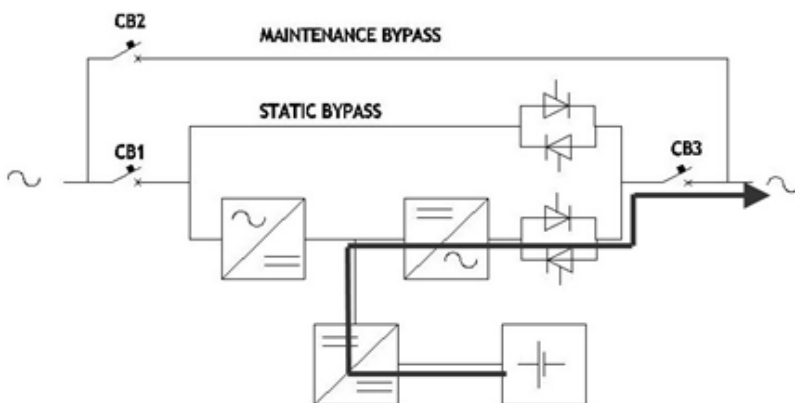 CB2
MAINTENANCE BYPASS
STATIC BYPASS
CB1
CB3